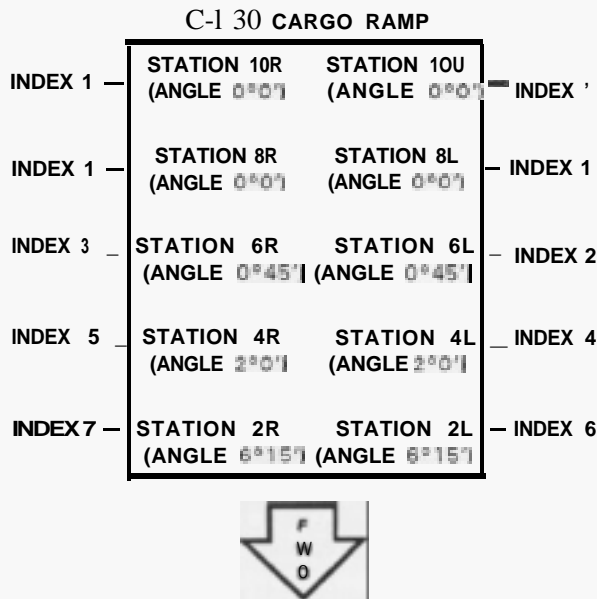 C-l 30 CARGO RAMP
INDEX 1 – STATION 10R STATION 1OU – INDEX '
(ANGLE 0°0') (ANGLE 0°0')
INDEX 1 – STATION 8R STATION 8L – INDEX 1
(ANGLE 0°0') (ANGLE 0°0')
INDEX 3 _ STATION 6R STATION 6L – INDEX 2
(ANGLE 0°45') (ANGLE 0°45')
INDEX 5 _ STATION 4R STATION 4L _ INDEX 4
(ANGLE 2°0') (ANGLE 2°0')
INDEX 7 – STATION 2R STATION 2L – INDEX 6
(ANGLE 6°15') (ANGLE 6°15')
F
W
0